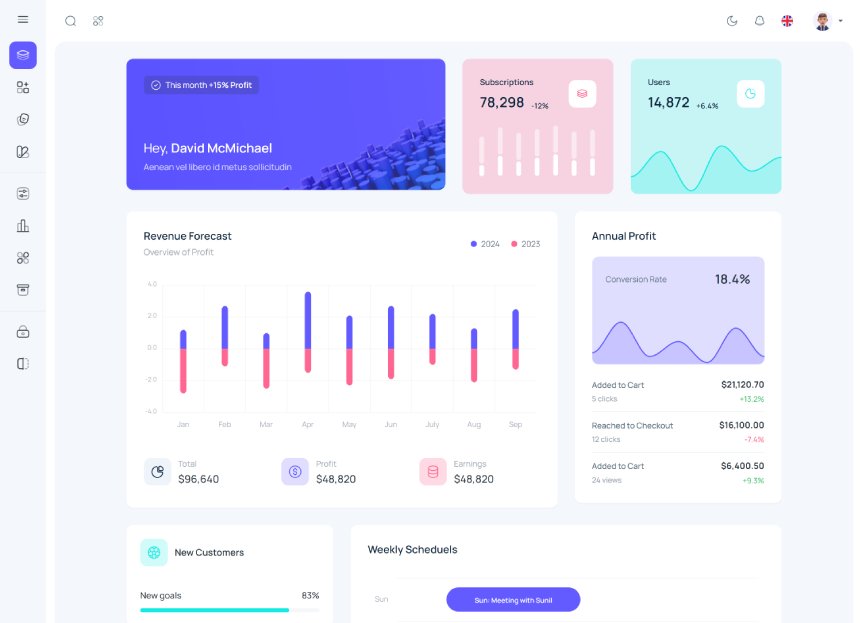 This month +15% Profit
Hey, David McMichael
Aenean vel libero id metus sollicitudin
Subscriptions
78,298 -12%
Users
14,872 +6.4%
Revenue Forecast
Overview of Profit
2024 2023
4.0
2.0
0.0
-2.0
-4.0
Jan Feb Mar Apr May Jun July Aug Sep
Total
$96,640
Profit
$48,820
Earnings
$48,820
Annual Profit
Conversion Rate 18.4%
Added to Cart $21,120.70
5 clicks +13.2%
Reached to Checkout $16,100.00
12 clicks -7.4%
Added to Cart $6,400.50
24 views +9.3%
New Customers
New goals 83%
Weekly Scheduels
Sun Sun: Meeting with Sunil